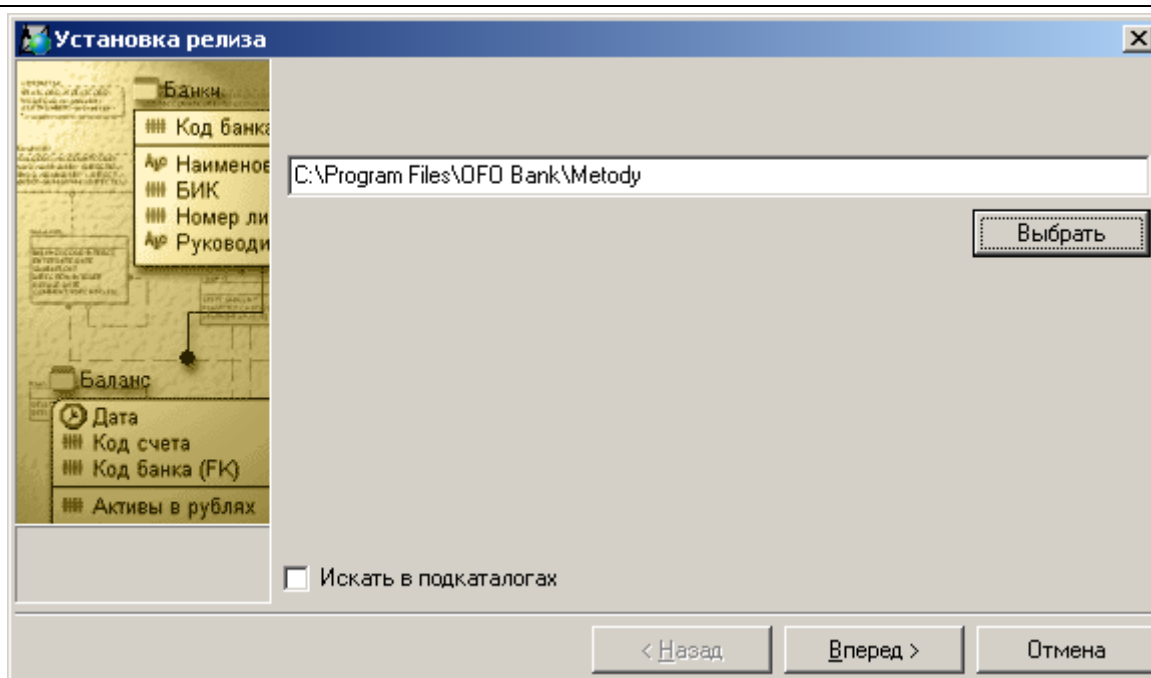 Установка релиза
Банки
Код банка
Наименов
БИК
Номер ли
Руководи
C:\Program Files\OFO Bank\Metody
Выбрать
Баланс
Дата
Код счета
Код банка (FK)
Активы в рублях
Искать в подкаталогах
< Назад
Вперед >
Отмена